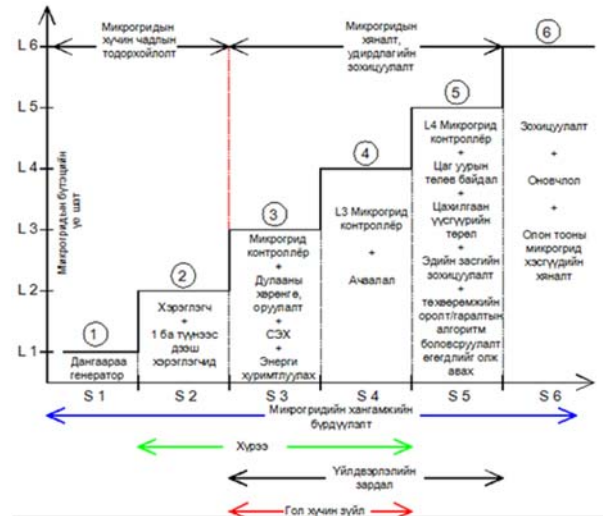 Микрогридын
хүчин чадлын
тодорхойлолт
Микрогридын
хяналт,
удирдлагийн
зохицуулалт
L 6
L 5
L 4
L 3
L 2
L 1
Микрогридын бүтэцийн
үе шат
1
Дангаараа
генератор
2
Хэрэглэгч
+
1 ба түүнээс
дээш
хэрэглэгчид
3
Микрогрид
контроллёр
+
Дулааны
хөрөнгө,
оруулалт
+
СЭХ
+
Энерги
хуримтлуулах
4
L3 Микрогрид
контроллёр
+
Ачаалал
5
L4 Микрогрид
контроллёр
+
Цаг уурын
төлөв байдал
+
Цахилгаан
үүсгүүрийн
төрөл
+
Эдийн засгийн
зохицуулалт
+
төхөөрөмжийн
оролт/гаралтын
алгоритм
боловсруулалт
өгөгдлийг олж
авах
6
Зохицуулалт
+
Оновчлол
+
Олон тооны
микрогрид
хэсгүүдийн
хяналт
S 1
S 2
S 3
S 4
S 5
S 6
Микрогридийн хангамжийн
бүрдүүлэлт
Хүрээ
Үйлдвэрлэлийн
зардал
Гол хүчин зүйл